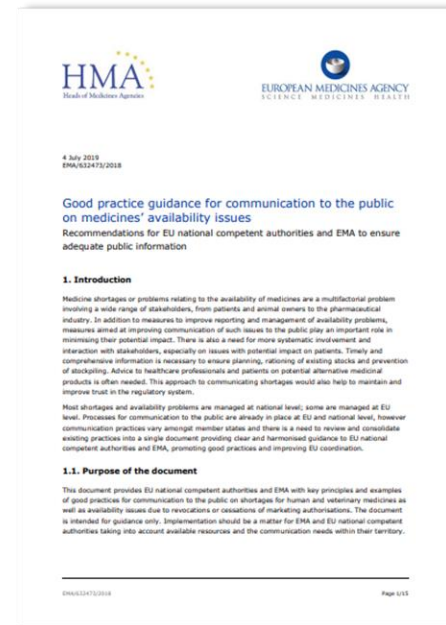 HMA
Heads of Medicines Agencies
EUROPEAN MEDICINES AGENCY
SCIENCE MEDICINES HEALTH
4 July 2019
EMA/632473/2018
Good practice guidance for communication to the public
on medicines' availability issues
Recommendations for EU national competent authorities and EMA to ensure
adequate public information
1. Introduction
Medicine shortages or problems relating to the availability of medicines are a multifactorial problem
involving a wide range of stakeholders, from patients and animal owners to the pharmaceutical
industry. In addition to measures to improve reporting and management of availability problems,
measures aimed at improving communication of such issues to the public play an important role in
minimising their potential impact. There is also a need for more systematic involvement and
interaction with stakeholders, especially on issues with potential impact on patients. Timely and
comprehensive information is necessary to ensure planning, rationing of existing stocks and prevention
of stockpiling. Advice to healthcare professionals and patients on potential alternative medicinal
products is often needed. This approach to communicating shortages would also help to maintain and
improve trust in the regulatory system.
Most shortages and availability problems are managed at national level; some are managed at EU
level. Processes for communication to the public are already in place at EU and national level, however
communication practices vary amongst member states and there is a need to review and consolidate
existing practices into a single document providing clear and harmonised guidance to EU national
competent authorities and EMA, promoting good practices and improving EU coordination.
1.1. Purpose of the document
This document provides EU national competent authorities and EMA with key principles and examples
of good practices for communication to the public on shortages for human and veterinary medicines as
well as availability issues due to revocations or cessations of marketing authorisations. The document
is intended for guidance only. Implementation should be a matter for EMA and EU national competent
authorities taking into account available resources and the communication needs within their territory.
EMA/632473/2018
Page 1/15